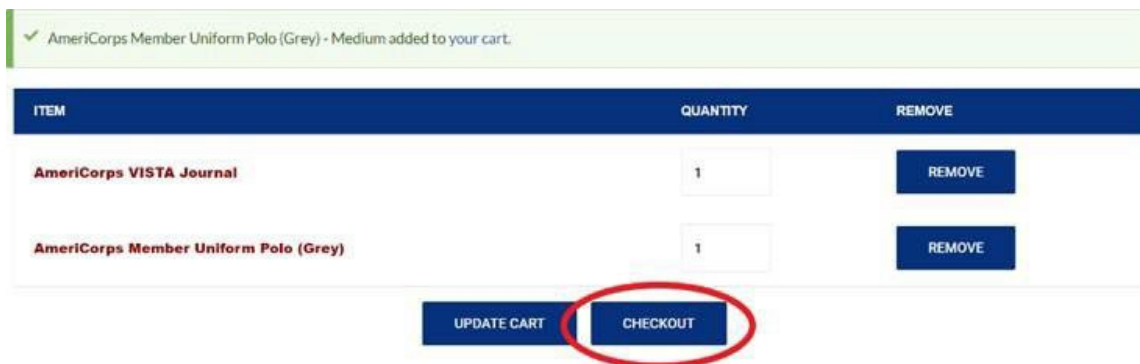 AmeriCorps Member Uniform Polo (Grey) - Medium added to your cart.
ITEM QUANTITY REMOVE
AmeriCorps VISTA Journal 1 REMOVE
AmeriCorps Member Uniform Polo (Grey) 1 REMOVE
UPDATE CART CHECKOUT